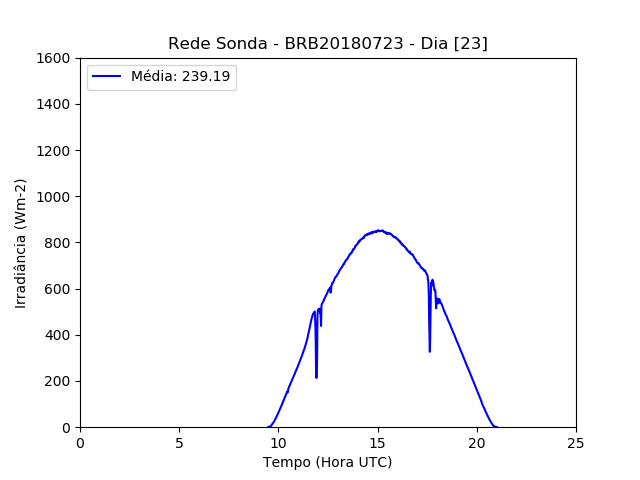 Rede Sonda - BRB20180723 - Dia [23]
Média: 239.19
Irradiância (Wm-2)
1600
1400
1200
1000
800
600
400
200
0
0 5 10 15 20 25
Tempo (Hora UTC)